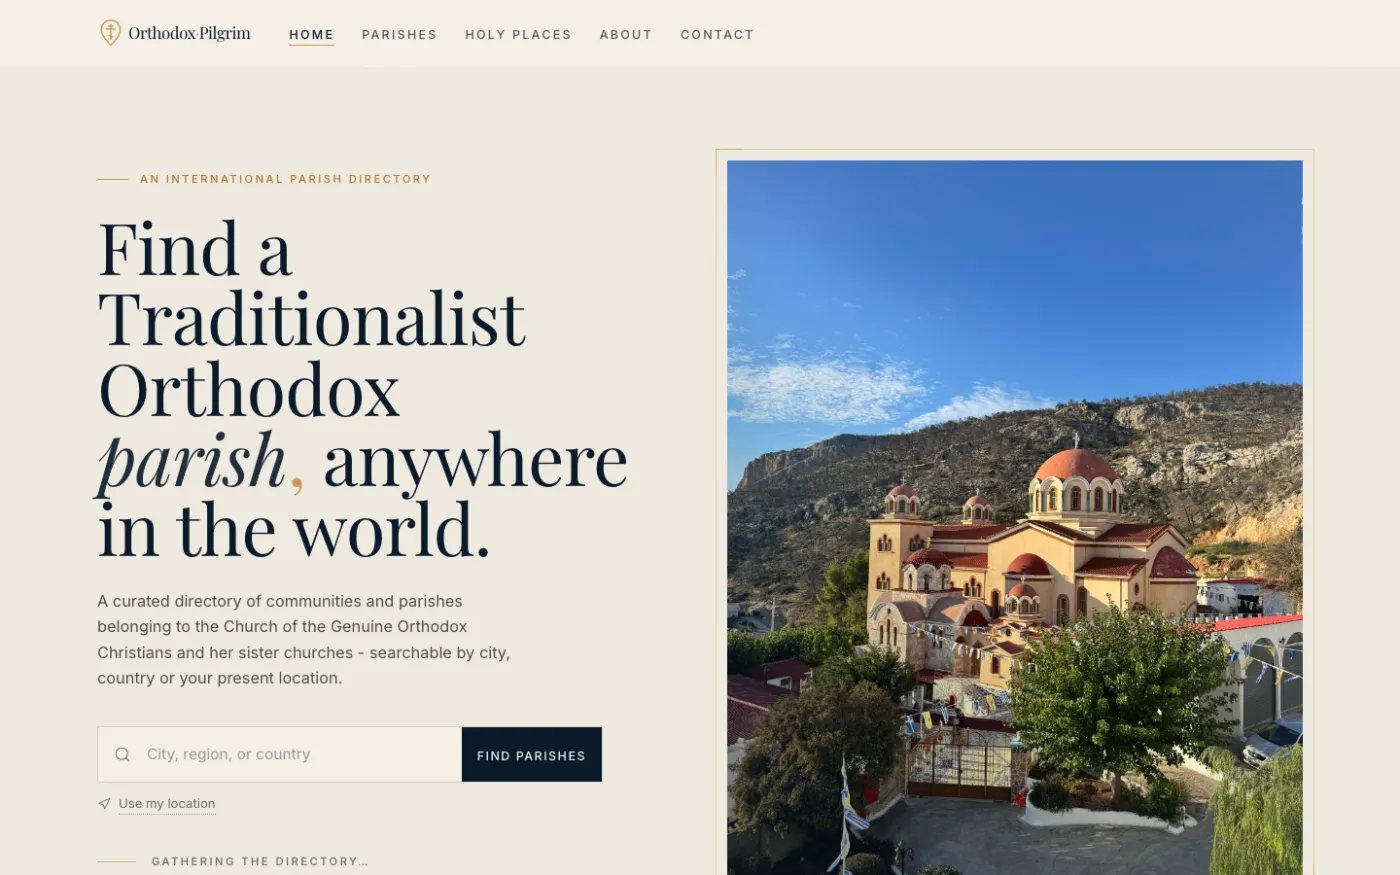 Orthodox·Pilgrim
HOME
PARISHES
HOLY PLACES
ABOUT
CONTACT
AN INTERNATIONAL PARISH DIRECTORY
Find a
Traditionalist
Orthodox
parish, anywhere
in the world.
A curated directory of communities and parishes
belonging to the Church of the Genuine Orthodox
Christians and her sister churches - searchable by city,
country or your present location.
City, region, or country
FIND PARISHES
Use my location
GATHERING THE DIRECTORY…